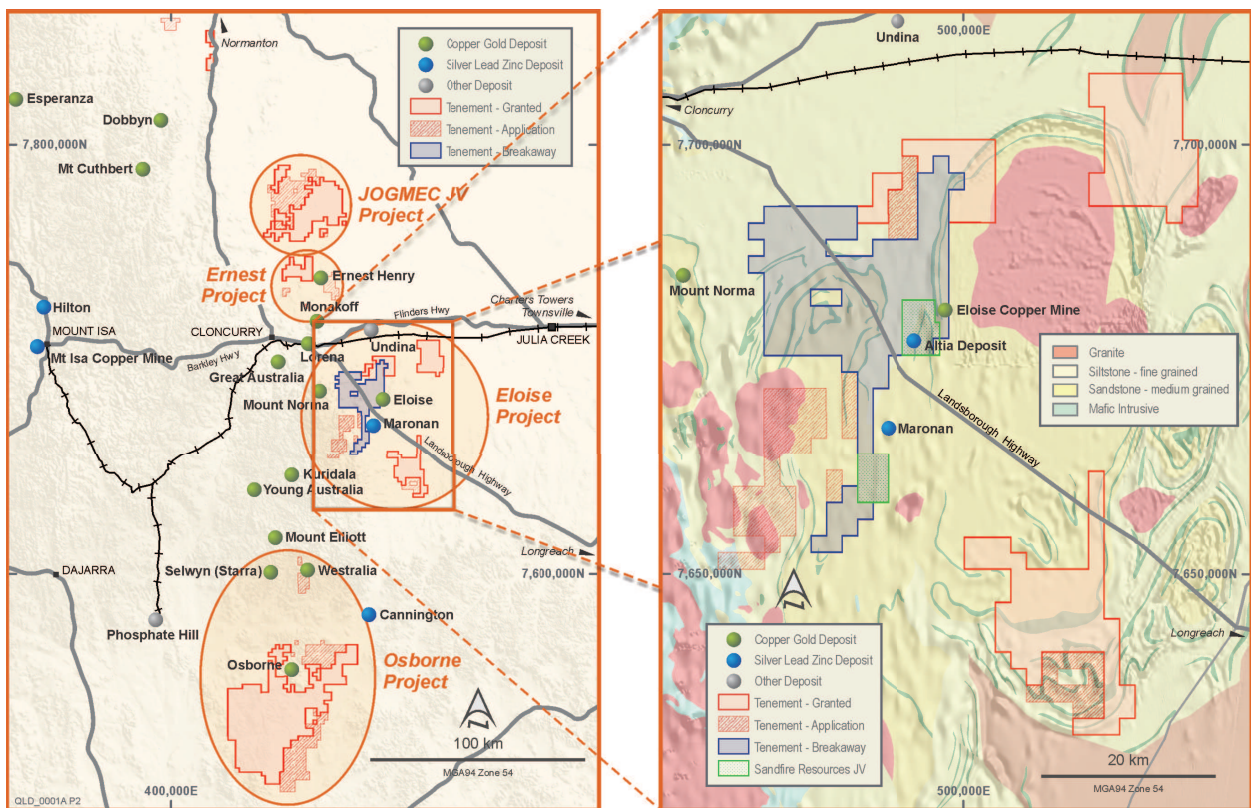 Normanton
Copper Gold Deposit
Silver Lead Zinc Deposit
Other Deposit
Tenement - Granted
Tenement - Application
Tenement - Breakaway
Esperanza
Dobbyn
7,800,000N
Mt Cuthbert
JOGMEC JV
Project
Ernest
Project
Ernest Henry
Hilton
Monakoff
Charters Towers
Townsville
Flinders Hwy
MOUNT ISA
CLONCURRY
JULIA CREEK
Mt Isa Copper Mine
Barkley Hwy
Lorena
Undina
Great Australia
Mount Norma
Eloise
Eloise
Project
Maronan
Landsborough Highway
Kuridala
Young Australia
Mount Elliott
Longreach
DAJARRA
Selwyn (Starra)
Westralia
7,600,000N
Cannington
Phosphate Hill
Osborne
Osborne
Project
N
100 km
MGA94 Zone 54
QLD_0001A P2
400,000E
Undina
500,000E
Cloncurry
7,700,000N
7,700,000N
Mount Norma
Eloise Copper Mine
Altia Deposit
Granite
Siltstone - fine grained
Sandstone - medium grained
Mafic Intrusive
Landsborough Highway
Maronan
7,650,000N
7,650,000N
N
Longreach
Copper Gold Deposit
Silver Lead Zinc Deposit
Other Deposit
Tenement - Granted
Tenement - Application
Tenement - Breakaway
Sandfire Resources JV
20 km
MGA94 Zone 54
500,000E